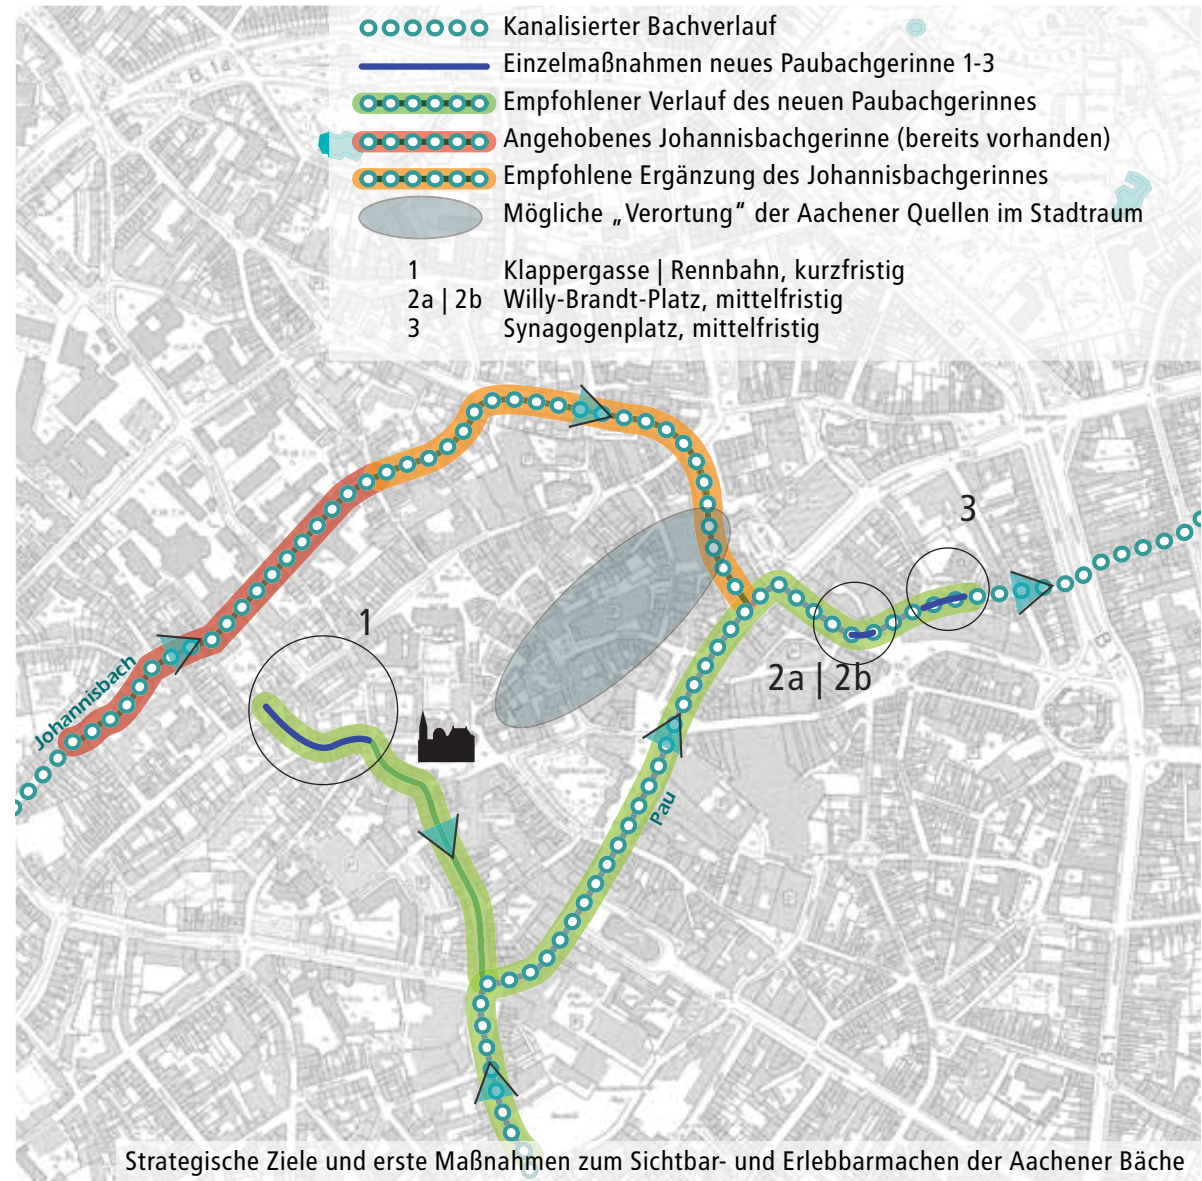 Kanalisierter Bachverlauf
Einzelmaßnahmen neues Paubachgerinne 1-3
Empfohlener Verlauf des neuen Paubachgerinnes
Angehobenes Johannisbachgerinne (bereits vorhanden)
Empfohlene Ergänzung des Johannisbachgerinnes
Mögliche „Verortung“ der Aachener Quellen im Stadtraum
1 Klappergasse | Rennbahn, kurzfristig
2a | 2b Willy-Brandt-Platz, mittelfristig
3 Synagogenplatz, mittelfristig
B 1a
3
1
Johannisbach
2a | 2b
B 1
Pau
B 1
Strategische Ziele und erste Maßnahmen zum Sichtbar- und Erlebbarmachen der Aachener Bäche